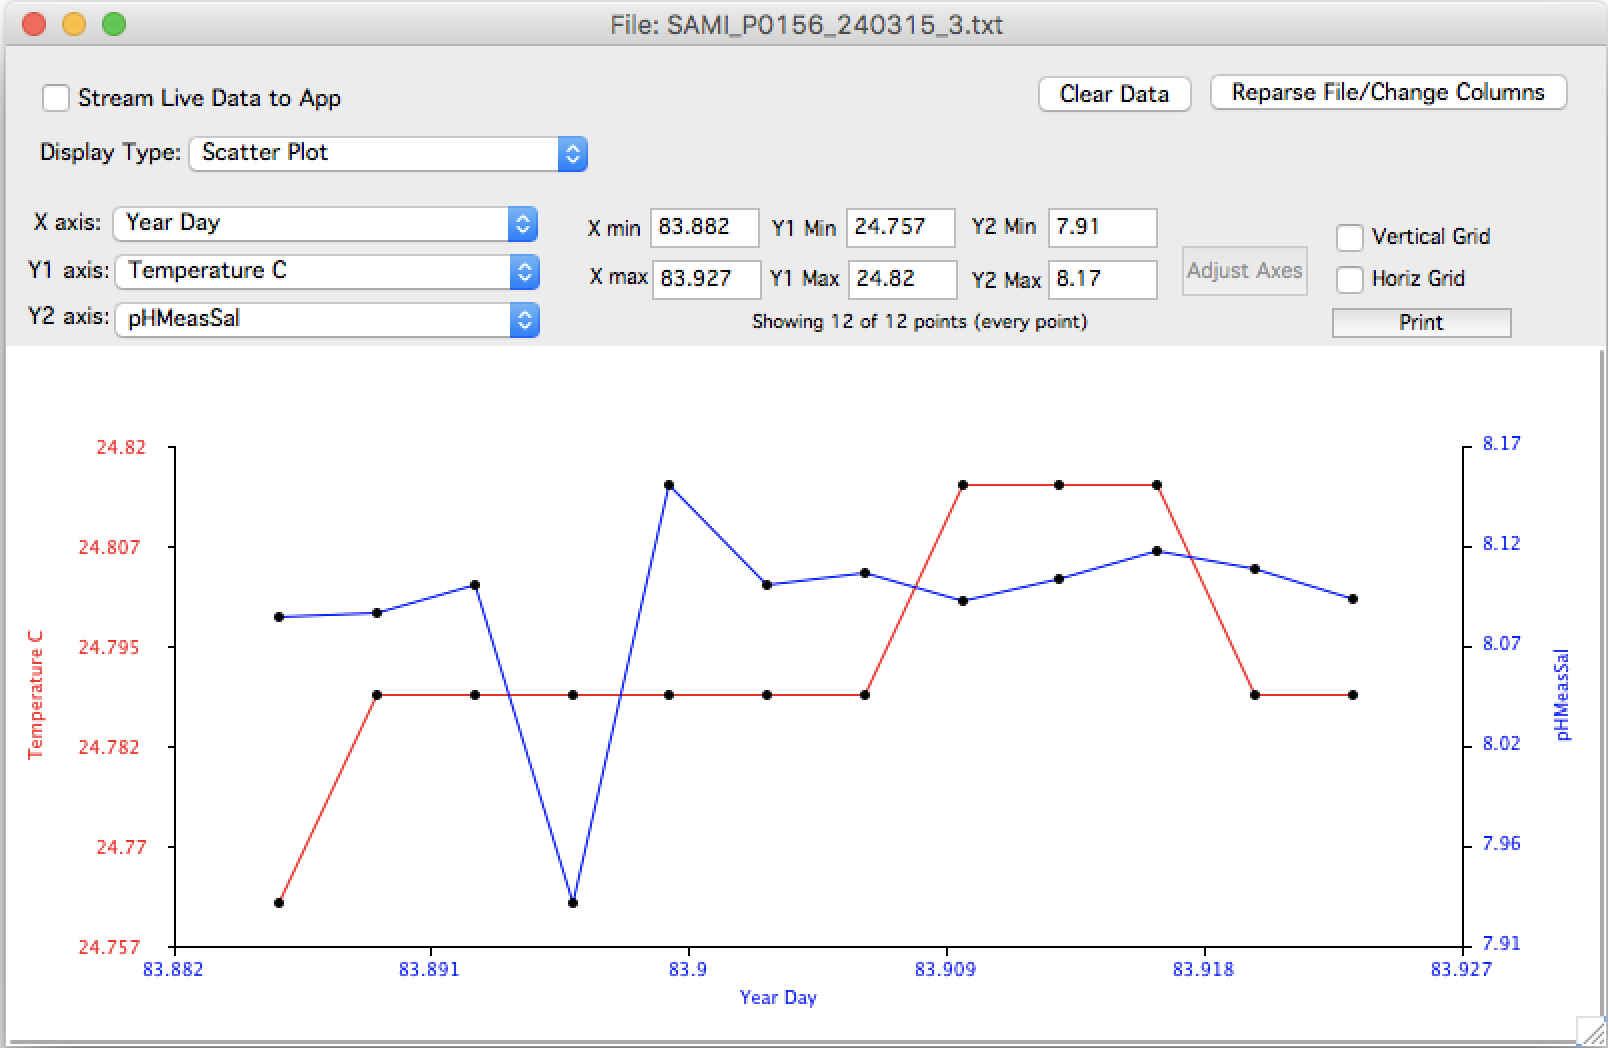 File: SAMI_P0156_240315_3.txt
Stream Live Data to App
Clear Data
Reparse File/Change Columns
Display Type: Scatter Plot
X axis: Year Day
X min 83.882 Y1 Min 24.757 Y2 Min 7.91
Vertical Grid
Y1 axis: Temperature C
X max 83.927 Y1 Max 24.82 Y2 Max 8.17
Adjust Axes
Horiz Grid
Y2 axis: pHMeasSal
Showing 12 of 12 points (every point)
Print
24.82
24.807
24.795
24.782
24.77
24.757
Temperature C
8.17
8.12
8.07
8.02
7.96
7.91
pHMeasSal
83.882 83.891 83.9 83.909 83.918 83.927
Year Day